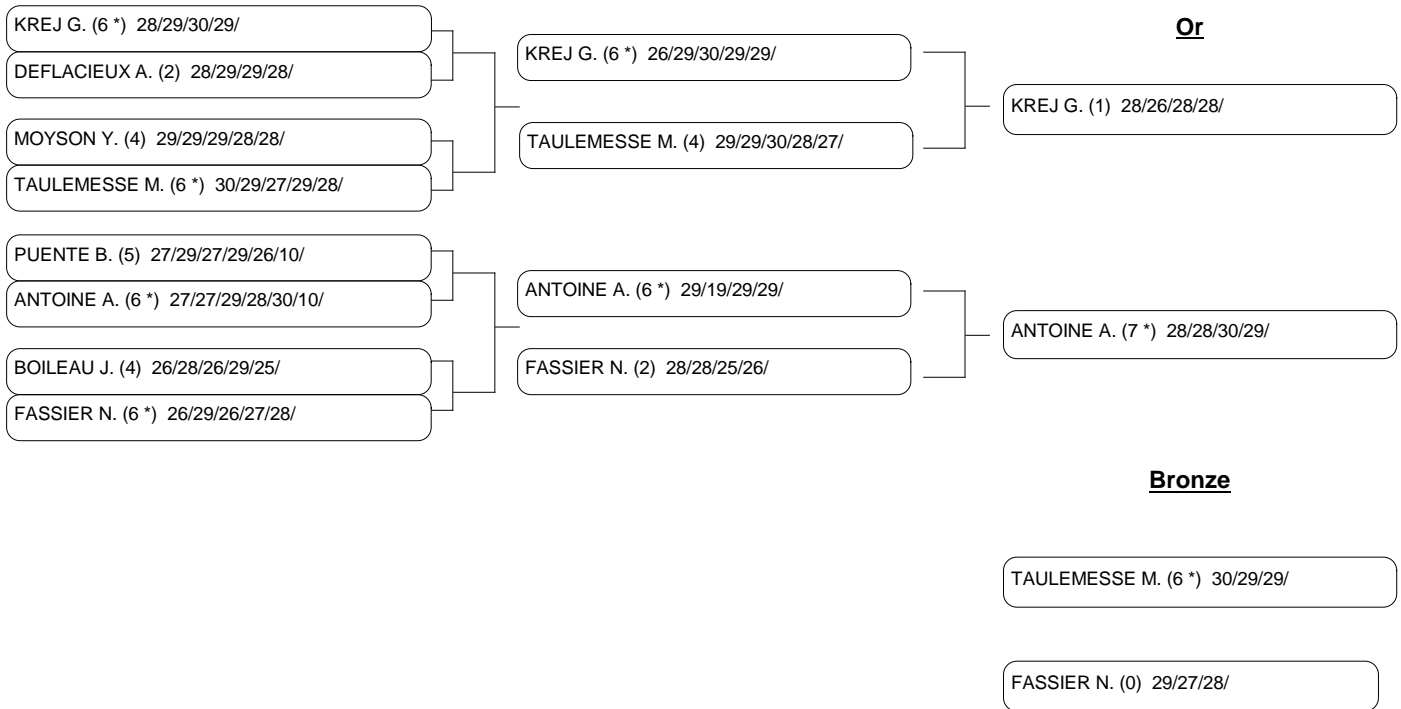 KREJ G. (6 *) 28/29/30/29/
DEFLACIEUX A. (2) 28/29/29/28/
MOYSON Y. (4) 29/29/29/28/28/
TAULEMESSE M. (6 *) 30/29/27/29/28/
PUENTE B. (5) 27/29/27/29/26/10/
ANTOINE A. (6 *) 27/27/29/28/30/10/
BOILEAU J. (4) 26/28/26/29/25/
FASSIER N. (6 *) 26/29/26/27/28/
KREJ G. (6 *) 26/29/30/29/29/
TAULEMESSE M. (4) 29/29/30/28/27/
ANTOINE A. (6 *) 29/19/29/29/
FASSIER N. (2) 28/28/25/26/
Or
KREJ G. (1) 28/26/28/28/
ANTOINE A. (7 *) 28/28/30/29/
Bronze
TAULEMESSE M. (6 *) 30/29/29/
FASSIER N. (0) 29/27/28/